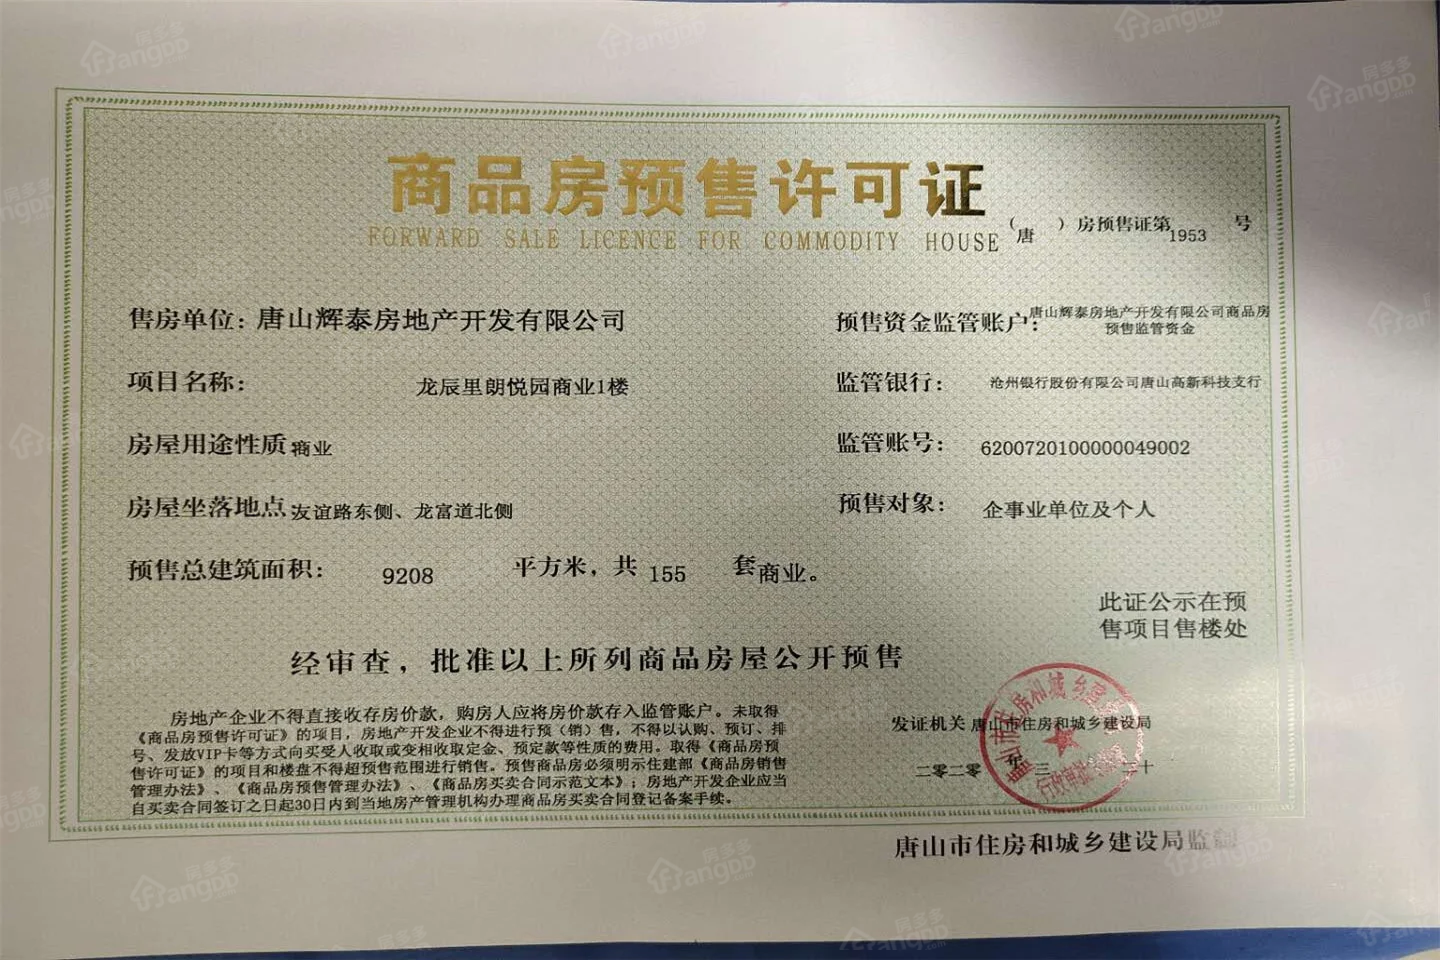 商品房预售许可证
FORWARD SALE LICENCE FOR COMMODITY HOUSE
（唐 ）房预售证第1953号
售房单位：唐山辉泰房地产开发有限公司
项目名称： 龙辰里朗悦园商业1楼
房屋用途性质：商业
房屋坐落地点：友谊路东侧、龙富道北侧
预售总建筑面积： 9208 平方米，共 155 套商业。
预售资金监管账户：唐山辉泰房地产开发有限公司商品房
预售监管资金
监管银行： 沧州银行股份有限公司唐山高新科技支行
监管账号： 6200720100000049002
预售对象： 企事业单位及个人
此证公示在预
售项目售楼处
经审查，批准以上所列商品房屋公开预售
房地产企业不得直接收存房价款，购房人应将房价款存入监管账户。未取得
《商品房预售许可证》的项目，房地产开发企业不得进行预（销）售，不得以认购、预订、排
号、发放VIP卡等方式向买受人收取或变相收取定金、预定款等性质的费用。取得《商品房预
售许可证》的项目和楼盘不得超预售范围进行销售。预售商品房必须明示住建部《商品房销售
管理办法》、《商品房预售管理办法》、《商品房买卖合同示范文本》；房地产开发企业应当
自买卖合同签订之日起30日内到当地房产管理机构办理商品房买卖合同登记备案手续。
发证机关 唐山市住房和城乡建设局
二零二零 年 三 十
唐山市住房和城乡建设局监制
房多多
Fangdd